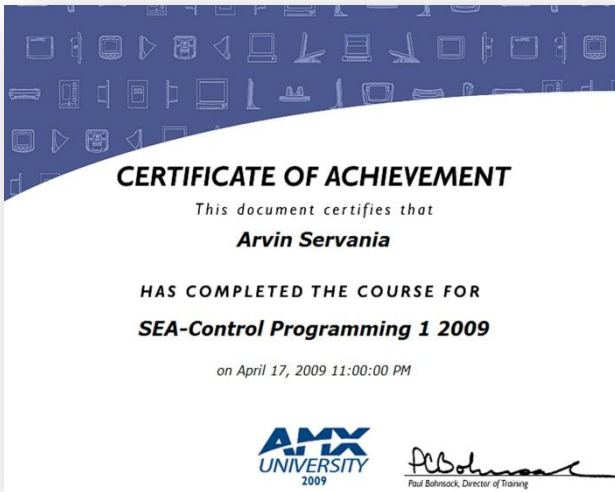 CERTIFICATE OF ACHIEVEMENT
This document certifies that
Arvin Servania
HAS COMPLETED THE COURSE FOR
SEA-Control Programming 1 2009
on April 17, 2009 11:00:00 PM
AMX
UNIVERSITY
2009
PCBohnsack
Paul Bohnsack, Director of Training